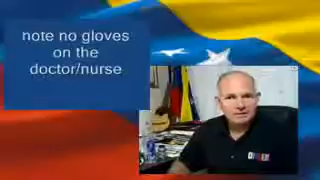 note no gloves
on the
doctor/nurse